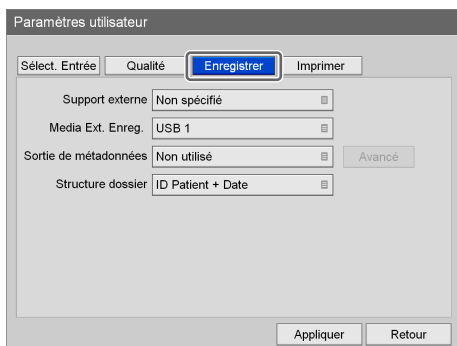 Paramètres utilisateur
Sélect. Entrée Qualité Enregistrer Imprimer
Support externe Non spécifié
Media Ext. Enreg. USB 1
Sortie de métadonnées Non utilisé Avancé
Structure dossier ID Patient + Date
Appliquer Retour